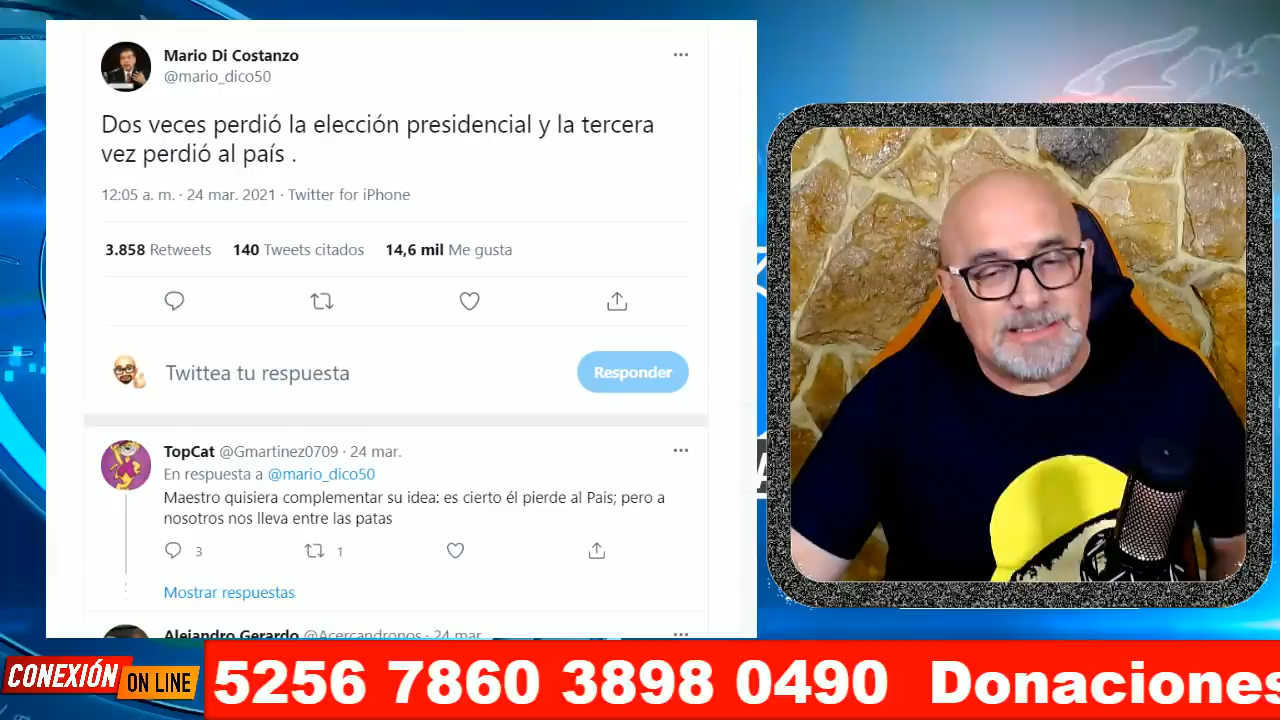 Mario Di Costanzo
@mario_dico50
Dos veces perdió la elección presidencial y la tercera
vez perdió al país .
12:05 a. m. · 24 mar. 2021 · Twitter for iPhone
3.858 Retweets 140 Tweets citados 14,6 mil Me gusta
Twittea tu respuesta
Responder
TopCat @Gmartinez0709 · 24 mar.
En respuesta a @mario_dico50
Maestro quisiera complementar su idea: es cierto él pierde al Pais; pero a
nosotros nos lleva entre las patas
3 1
Mostrar respuestas
Alejandro Gerardo @Acercandronos · 24 mar.
CONEXIÓN ON LINE
5256 7860 3898 0490 Donaciones